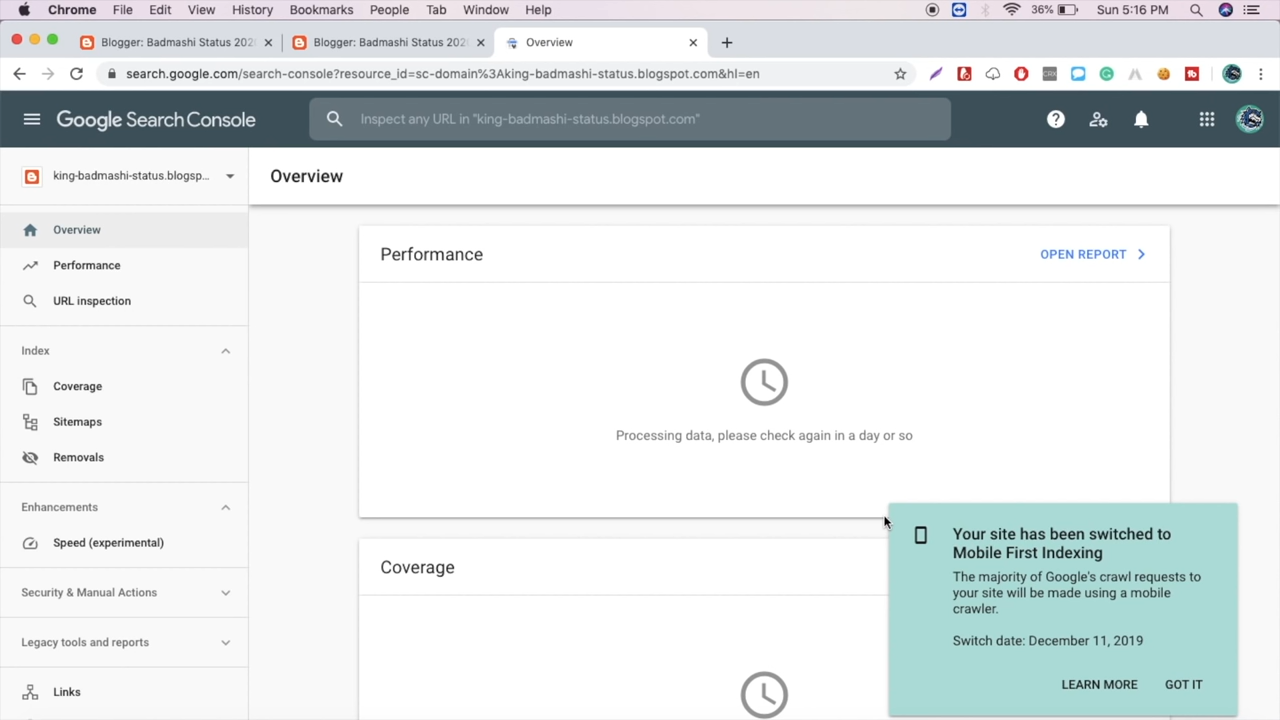 Chrome File Edit View History Bookmarks People Tab Window Help 36% Sun 5:16 PM
Blogger: Badmashi Status 202 Blogger: Badmashi Status 202 Overview
search.google.com/search-console?resource_id=sc-domain%3Aking-badmashi-status.blogspot.com&hl=en
Google Search Console Inspect any URL in "king-badmashi-status.blogspot.com"
king-badmashi-status.blogsp...
Overview
Overview
Performance
URL inspection
Index
Coverage
Sitemaps
Removals
Enhancements
Speed (experimental)
Security & Manual Actions
Legacy tools and reports
Links
Performance
OPEN REPORT
Processing data, please check again in a day or so
Coverage
Your site has been switched to
Mobile First Indexing
The majority of Google's crawl requests to
your site will be made using a mobile
crawler.
Switch date: December 11, 2019
LEARN MORE GOT IT